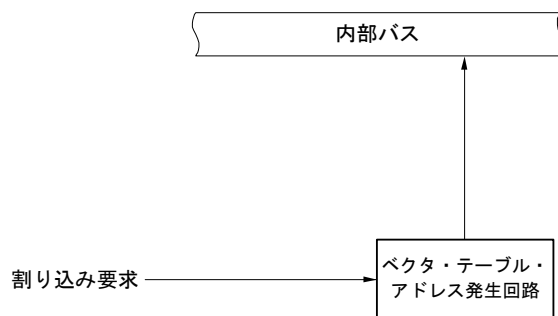 内部バス
ベクタ・テーブル・
アドレス発生回路
割り込み要求